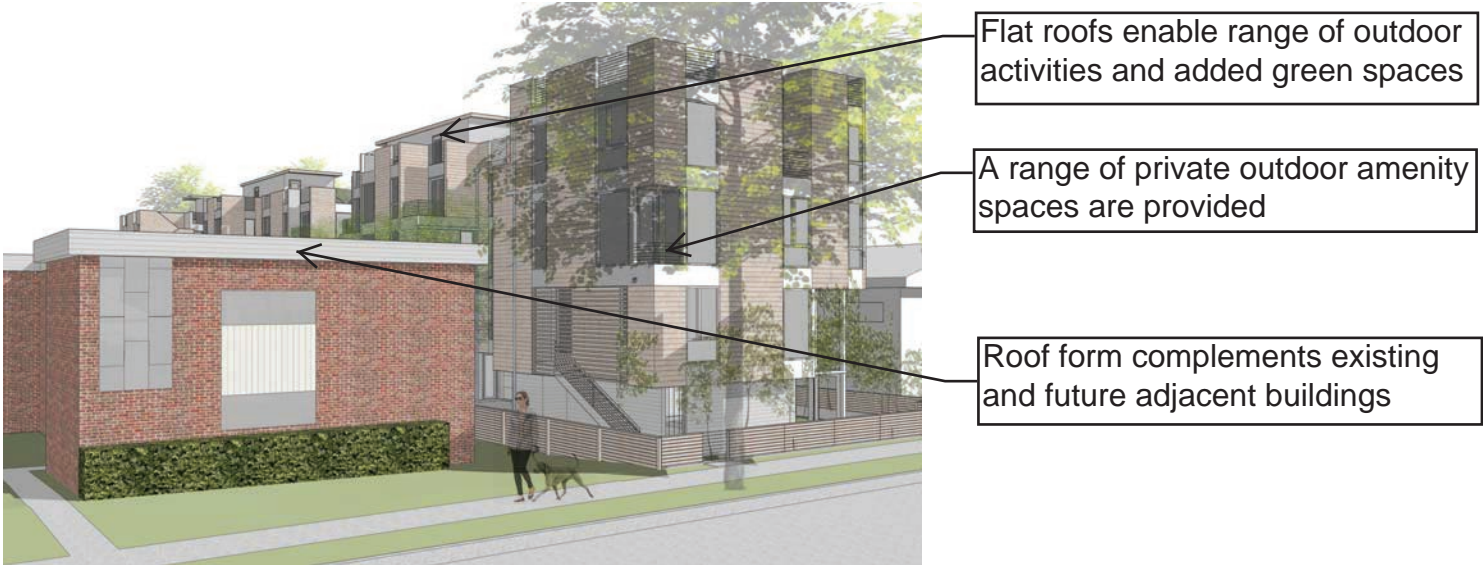 Flat roofs enable range of outdoor
activities and added green spaces
A range of private outdoor amenity
spaces are provided
Roof form complements existing
and future adjacent buildings